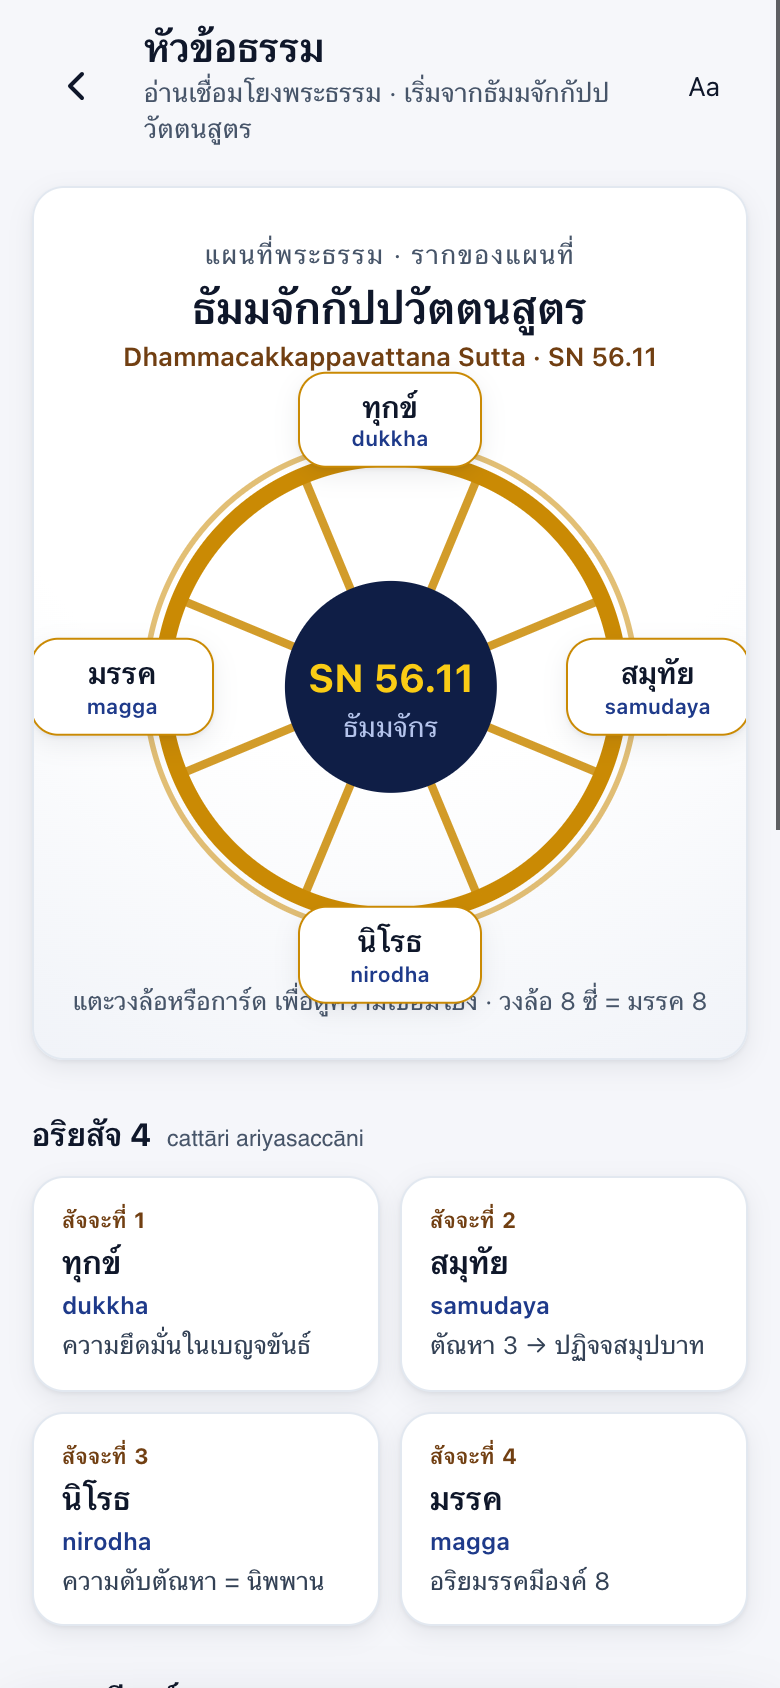 หัวข้อธรรม
อ่านเชื่อมโยงพระธรรม · เริ่มจากธัมมจักกัปป
วัตตนสูตร
Aa
แผนที่พระธรรม · รากของแผนที่
ธัมมจักกัปปวัตตนสูตร
Dhammacakkappavattana Sutta · SN 56.11
ทุกข์
dukkha
มรรค
magga
SN 56.11
ธัมมจักร
สมุทัย
samudaya
นิโรธ
nirodha
แตะวงล้อหรือการ์ด · วงล้อ 8 ซี่ = มรรค 8
อริยสัจ 4 cattāri ariyasaccāni
สัจจะที่ 1
ทุกข์
dukkha
ความยึดมั่นในเบญจขันธ์
สัจจะที่ 2
สมุทัย
samudaya
ตัณหา 3 → ปฏิจจสมุปบาท
สัจจะที่ 3
นิโรธ
nirodha
ความดับตัณหา = นิพพาน
สัจจะที่ 4
มรรค
magga
อริยมรรคมีองค์ 8